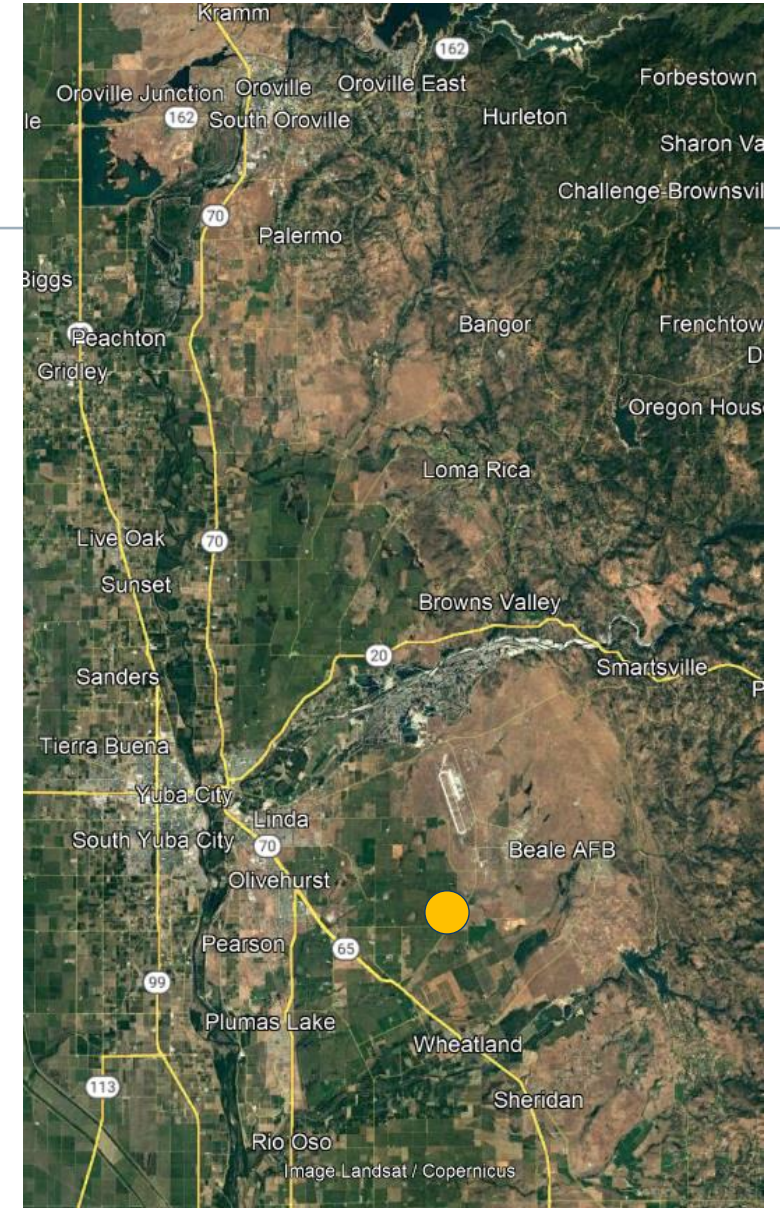 Kramm
162
Oroville Junction
Oroville
Oroville East
Forbestown
162
South Oroville
Hurleton
le
Sharon Va
Challenge-Brownsvil
70
Palermo
Biggs
Bangor
Frenchtow
Peachton
D
Gridley
Oregon Hous
Loma Rica
70
Live Oak
Sunset
Browns Valley
20
Smartsville
Sanders
P
Tierra Buena
Yuba City
Linda
South Yuba City
70
Beale AFB
Olivehurst
Pearson
65
99
Plumas Lake
Wheatland
113
Sheridan
Rio Oso
Image Landsat / Copernicus